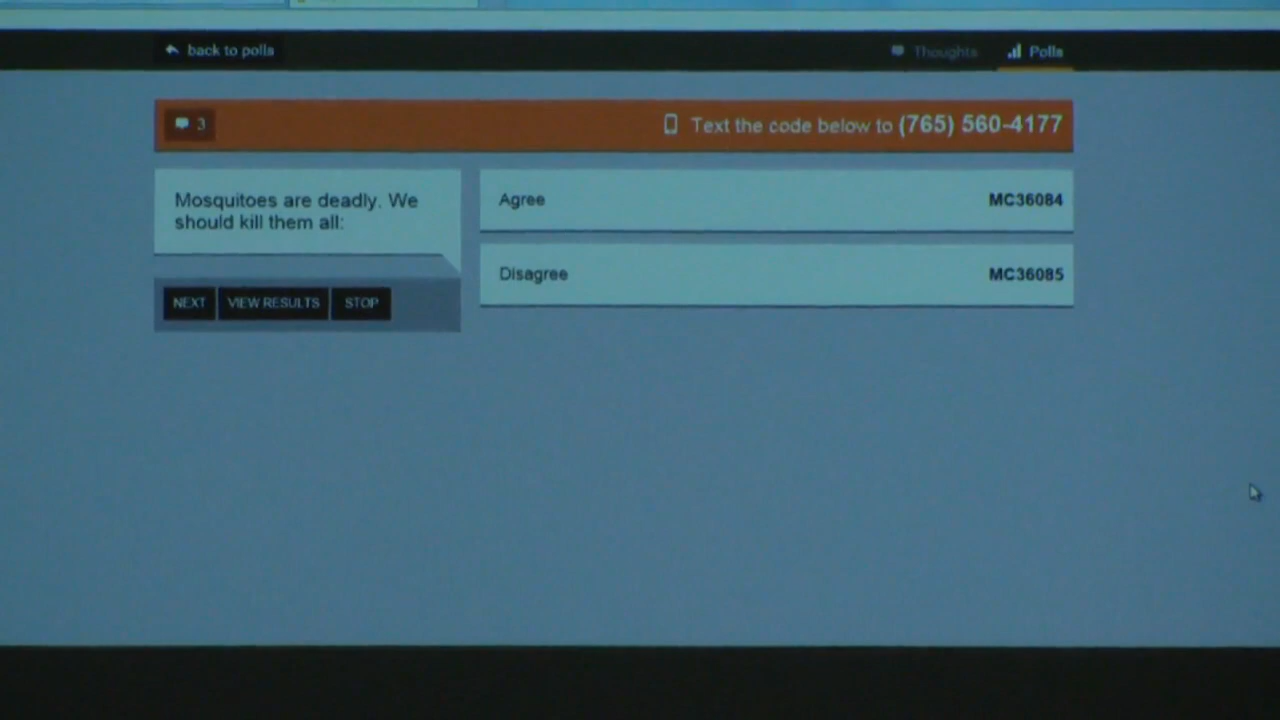 back to polls
Thoughts
Polls
3
Text the code below to (765) 560-4177
Mosquitoes are deadly. We
should kill them all:
Agree MC36084
Disagree MC36085
NEXT VIEW RESULTS STOP